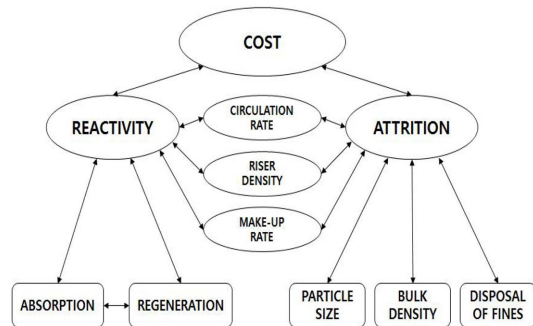 COST
REACTIVITY
CIRCULATION
RATE
ATTRITION
RISER
DENSITY
MAKE-UP
RATE
ABSORPTION
REGENERATION
PARTICLE
SIZE
BULK
DENSITY
DISPOSAL
OF FINES